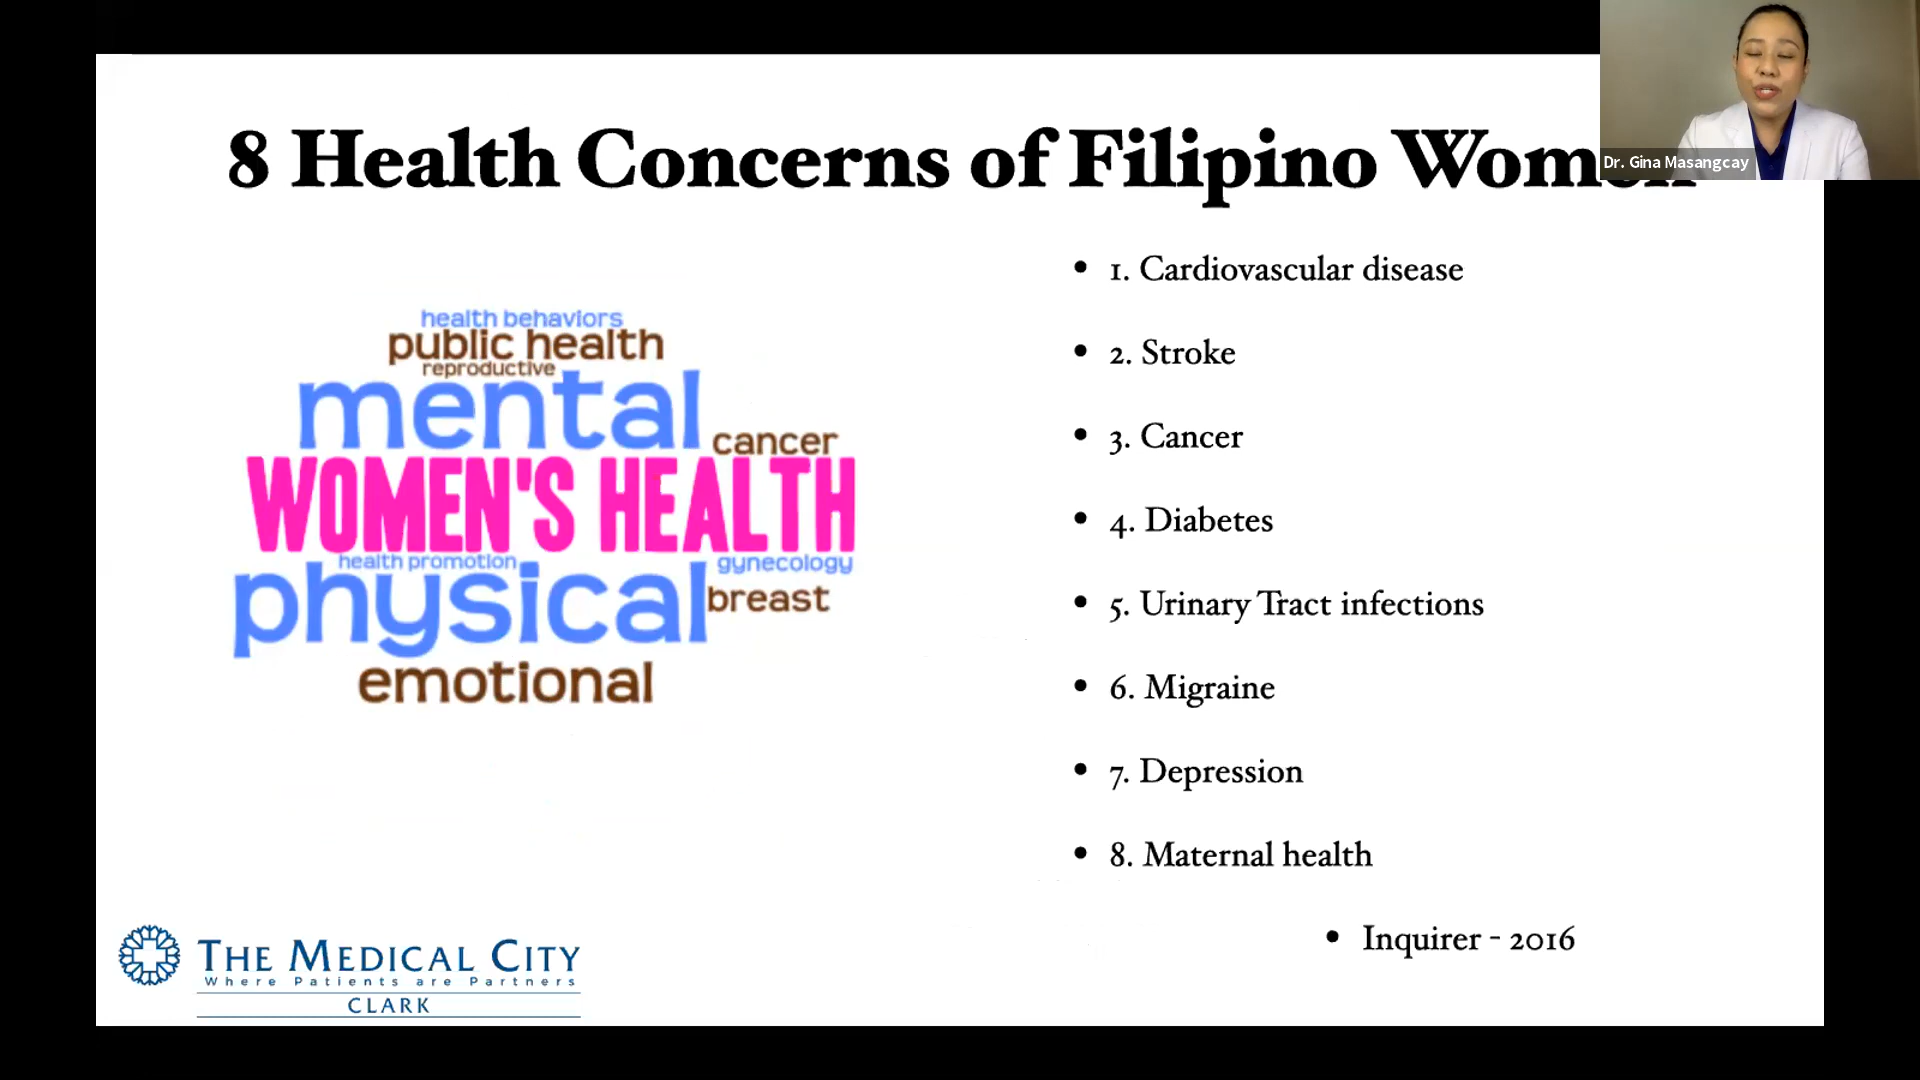 8 Health Concerns of Filipino Women
Dr. Gina Masangcay
health behaviors
public health
reproductive
mental
cancer
WOMEN'S HEALTH
health promotion
gynecology
physical
breast
emotional
• 1. Cardiovascular disease
• 2. Stroke
• 3. Cancer
• 4. Diabetes
• 5. Urinary Tract infections
• 6. Migraine
• 7. Depression
• 8. Maternal health
• Inquirer - 2016
THE MEDICAL CITY
Where Patients are Partners
CLARK